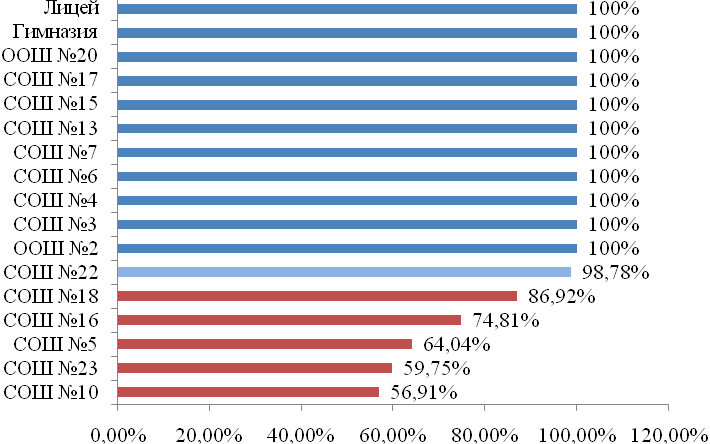 Лицей 100%
Гимназия 100%
ООШ №20 100%
СОШ №17 100%
СОШ №15 100%
СОШ №13 100%
СОШ №7 100%
СОШ №6 100%
СОШ №4 100%
СОШ №3 100%
ООШ №2 100%
СОШ №22 98,78%
СОШ №18 86,92%
СОШ №16 74,81%
СОШ №5 64,04%
СОШ №23 59,75%
СОШ №10 56,91%
0,00% 20,00% 40,00% 60,00% 80,00% 100,00% 120,00%